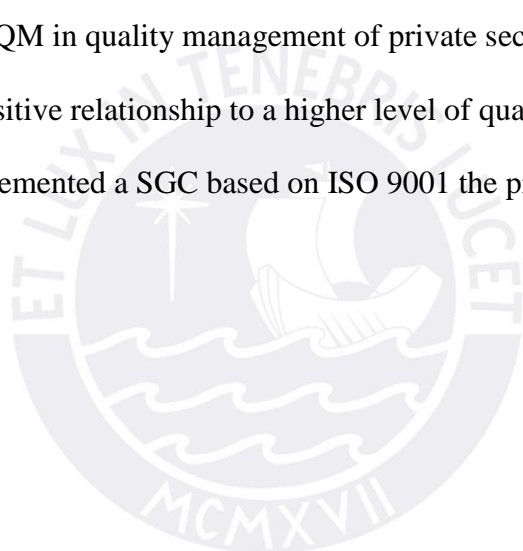 QM in quality management of private sec
sitive relationship to a higher level of qua
emented a SGC based on ISO 9001 the p
ET LUX IN TENEBRIS LUCET
MCMXVII